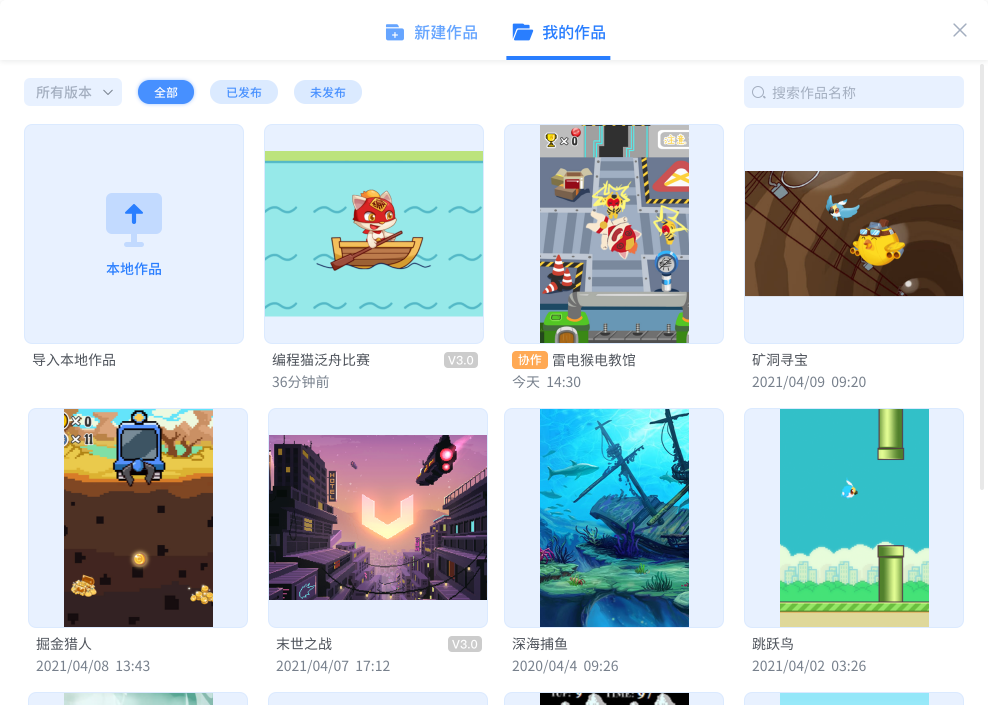 新建作品
我的作品
所有版本
全部
已发布
未发布
搜索作品名称
本地作品
× 0
导入本地作品
编程猫泛舟比赛
V3.0
36分钟前
协作 雷电猴电教馆
今天 14:30
矿洞寻宝
2021/04/09 09:20
× 0
× 11
HOTEL
掘金猎人
2021/04/08 13:43
末世之战
V3.0
2021/04/07 17:12
深海捕鱼
2020/04/4 09:26
跳跃鸟
2021/04/02 03:26